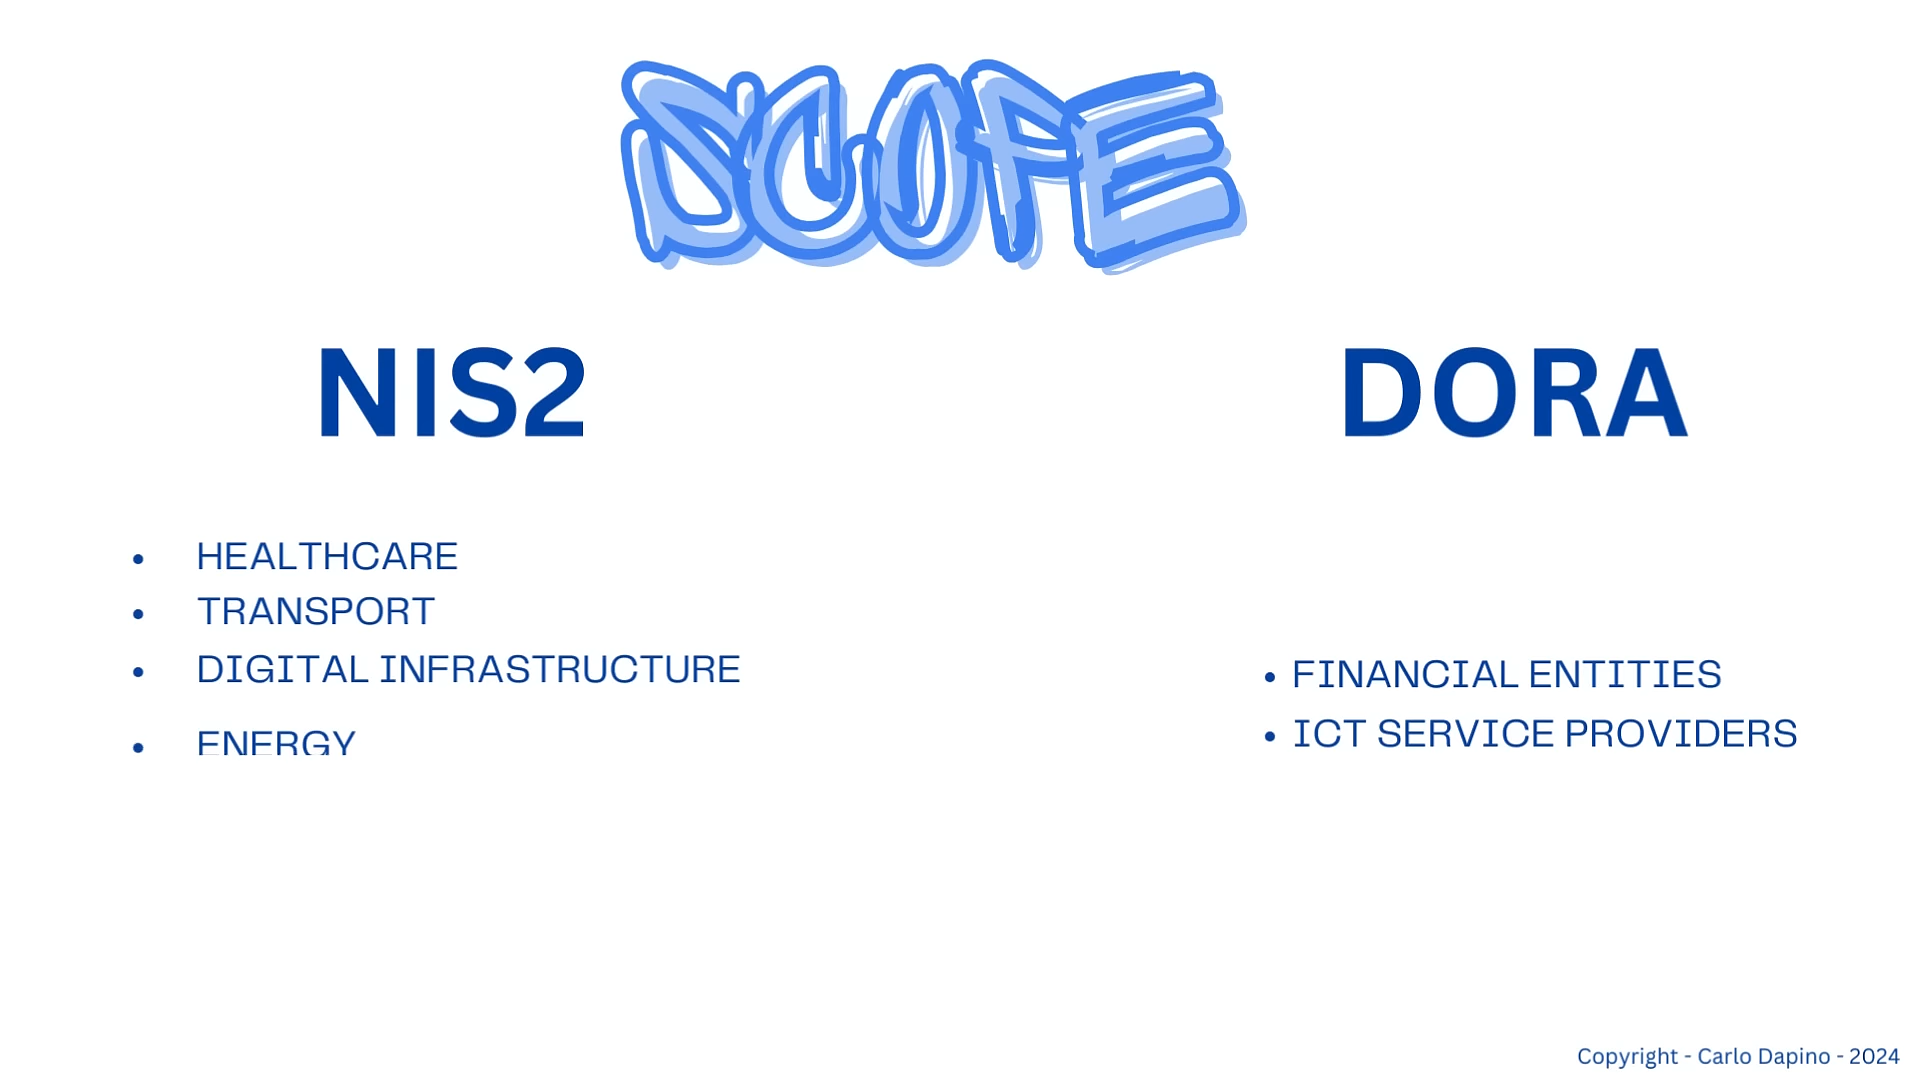 SCOPE
NIS2
DORA
HEALTHCARE
TRANSPORT
DIGITAL INFRASTRUCTURE
ENERGY
FINANCIAL ENTITIES
ICT SERVICE PROVIDERS
Copyright - Carlo Dapino - 2024